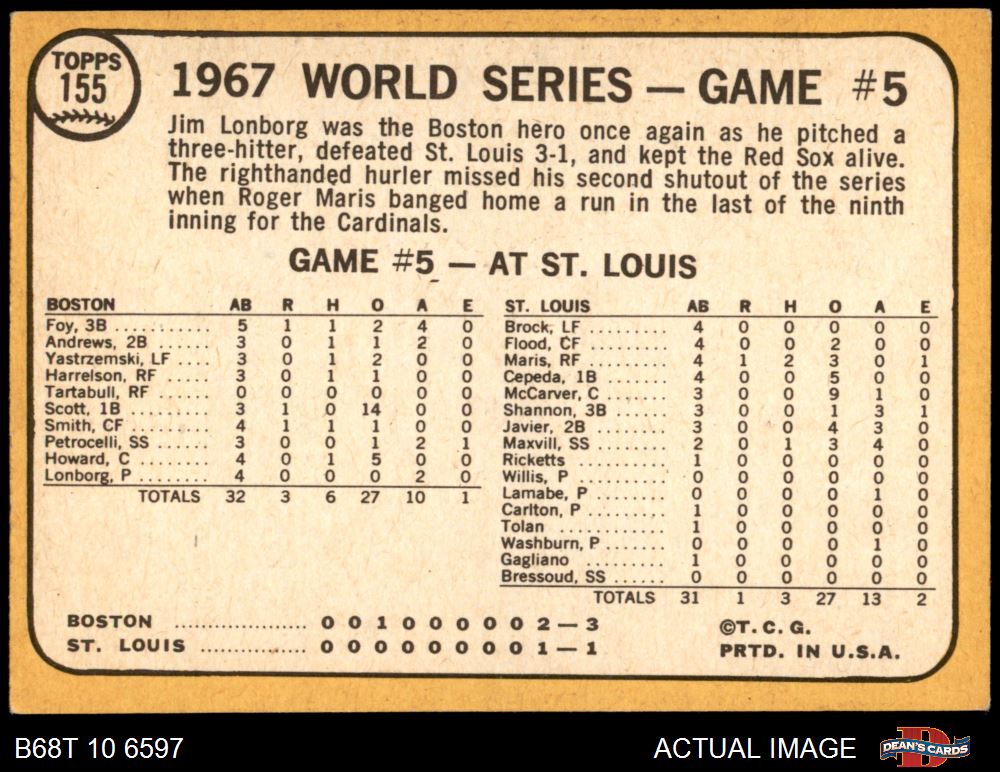 TOPPS
155
1967 WORLD SERIES — GAME #5
Jim Lonborg was the Boston hero once again as he pitched a
three-hitter, defeated St. Louis 3-1, and kept the Red Sox alive.
The righthanded hurler missed his second shutout of the series
when Roger Maris banged home a run in the last of the ninth
inning for the Cardinals.
GAME #5 — AT ST. LOUIS
BOSTON AB R H O A E
Foy, 3B .......... 5 1 1 2 4 0
Andrews, 2B ...... 3 0 1 1 2 0
Yastrzemski, LF ..... 3 0 1 2 0 0
Harrelson, RF ..... 3 0 1 1 0 0
Tartabull, RF ...... 0 0 0 0 0 0
Scott, 1B .......... 3 1 0 14 0 0
Smith, CF ........ 4 1 1 1 0 0
Petrocelli, SS ...... 3 0 0 1 2 1
Howard, C ........ 4 0 1 5 0 0
Lonborg, P ........ 4 0 0 0 2 0
TOTALS 32 3 6 27 10 1
ST. LOUIS AB R H O A E
Brock, LF ......... 4 0 0 0 0 0
Flood, CF ......... 4 0 0 2 0 0
Maris, RF ......... 4 1 2 3 0 1
Cepeda, 1B ........ 4 0 0 5 0 0
McCarver, C ....... 3 0 0 9 1 0
Shannon, 3B ....... 3 0 0 1 3 1
Javier, 2B ......... 3 0 0 4 3 0
Maxvill, SS ........ 2 0 1 3 4 0
Ricketts ......... 1 0 0 0 0 0
Willis, P .......... 0 0 0 0 0 0
Lamabe, P ........ 0 0 0 0 1 0
Carlton, P ........ 1 0 0 0 0 0
Tolan ............ 1 0 0 0 0 0
Washburn, P ....... 0 0 0 0 1 0
Gagliano ......... 1 0 0 0 0 0
Bressoud, SS ...... 0 0 0 0 0 0
TOTALS 31 1 3 27 13 2
BOSTON .................... 0 0 1 0 0 0 0 0 2 — 3
ST. LOUIS ................ 0 0 0 0 0 0 0 0 1 — 1
©T. C. G.
PRTD. IN U.S.A.
B68T 10 6597
ACTUAL IMAGE
DEAN'S CARDS